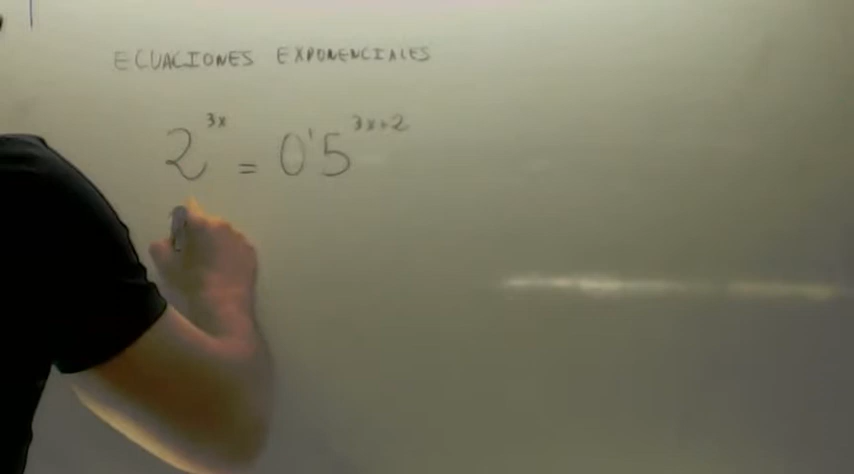 ECUACIONES EXPONENCIALES
2^{3x} = 0'5^{3x+2}